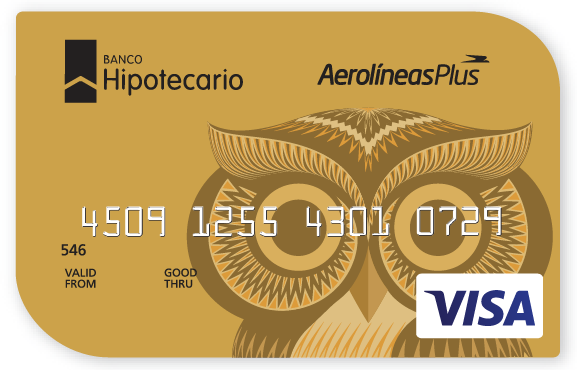 BANCO
Hipotecario
AerolíneasPlus
4509 1255 4301 0729
546
VALID
FROM
GOOD
THRU
VISA